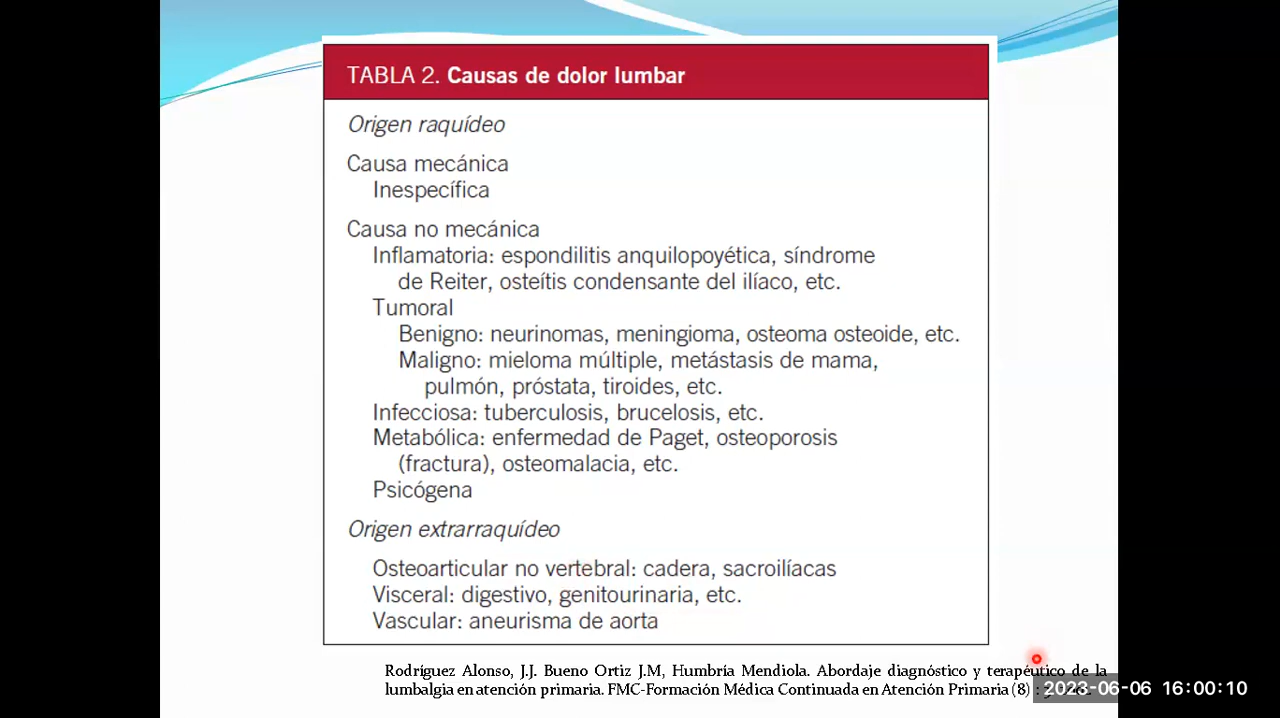 TABLA 2. Causas de dolor lumbar
Origen raquídeo
Causa mecánica
Inespecífica
Causa no mecánica
Inflamatoria: espondilitis anquilopoyética, síndrome
de Reiter, osteítis condensante del ilíaco, etc.
Tumoral
Benigno: neurinomas, meningioma, osteoma osteoide, etc.
Maligno: mieloma múltiple, metástasis de mama,
pulmón, próstata, tiroides, etc.
Infecciosa: tuberculosis, brucelosis, etc.
Metabólica: enfermedad de Paget, osteoporosis
(fractura), osteomalacia, etc.
Psicógena
Origen extrarraquídeo
Osteoarticular no vertebral: cadera, sacroilíacas
Visceral: digestivo, genitourinaria, etc.
Vascular: aneurisma de aorta
Rodríguez Alonso, J.J. Bueno Ortiz J.M, Humbría Mendiola. Abordaje diagnóstico y terapéutico de la
lumbalgia en atención primaria. FMC-Formación Médica Continuada en Atención Primaria (8)
2023-06-06 16:00:10